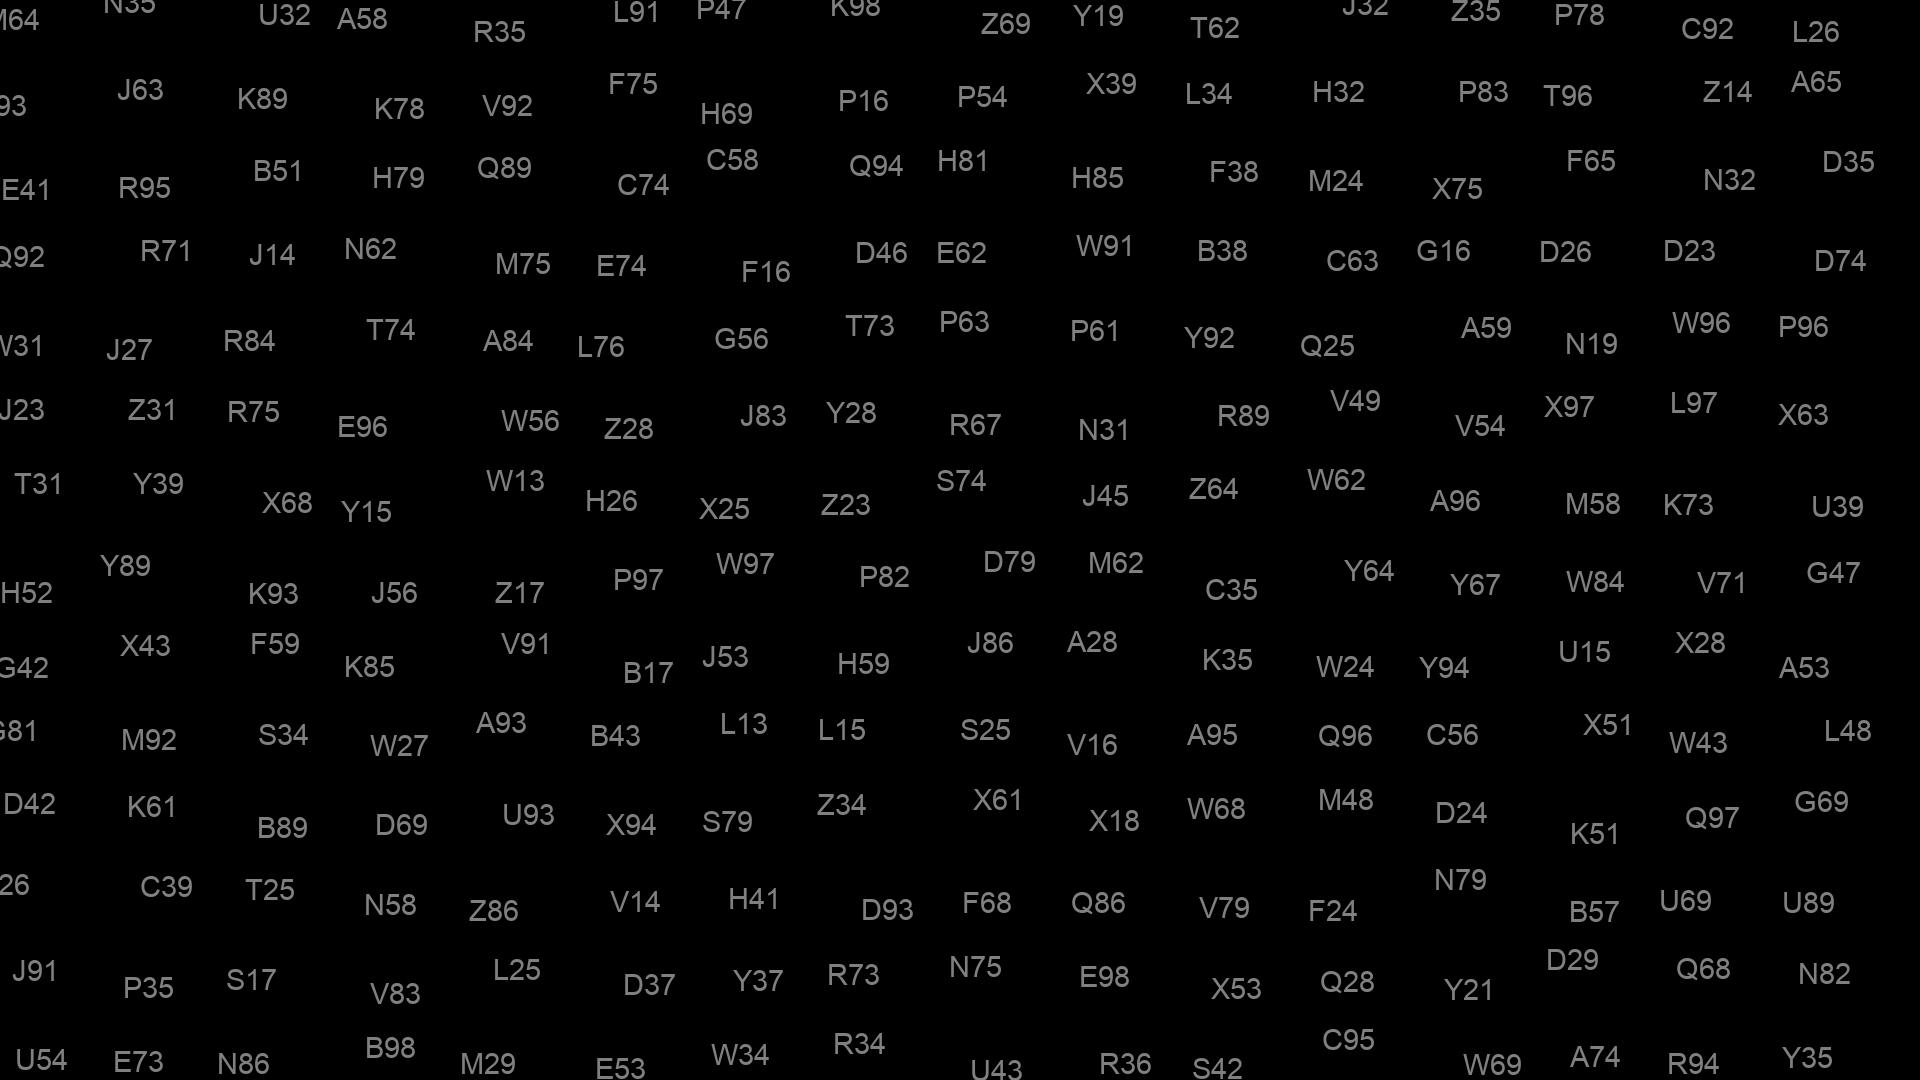 M64 N35 U32 A58 R35 L91 P47 K98 Z69 Y19 T62 J32 Z35 P78 C92 L26
93 J63 K89 K78 V92 F75 H69 P16 P54 X39 L34 H32 P83 T96 Z14 A65
E41 R95 B51 H79 Q89 C74 C58 Q94 H81 H85 F38 M24 X75 F65 N32 D35
Q92 R71 J14 N62 M75 E74 F16 D46 E62 W91 B38 C63 G16 D26 D23 D74
W31 J27 R84 T74 A84 L76 G56 T73 P63 P61 Y92 Q25 A59 N19 W96 P96
J23 Z31 R75 E96 W56 Z28 J83 Y28 R67 N31 R89 V49 V54 X97 L97 X63
T31 Y39 X68 Y15 W13 H26 X25 Z23 S74 J45 Z64 W62 A96 M58 K73 U39
H52 Y89 K93 J56 Z17 P97 W97 P82 D79 M62 C35 Y64 Y67 W84 V71 G47
G42 X43 F59 K85 V91 B17 J53 H59 J86 A28 K35 W24 Y94 U15 X28 A53
G81 M92 S34 W27 A93 B43 L13 L15 S25 V16 A95 Q96 C56 X51 W43 L48
D42 K61 B89 D69 U93 X94 S79 Z34 X61 X18 W68 M48 D24 K51 Q97 G69
26 C39 T25 N58 Z86 V14 H41 D93 F68 Q86 V79 F24 N79 B57 U69 U89
J91 P35 S17 V83 L25 D37 Y37 R73 N75 E98 X53 Q28 Y21 D29 Q68 N82
U54 E73 N86 B98 M29 E53 W34 R34 U43 R36 S42 C95 W69 A74 R94 Y35